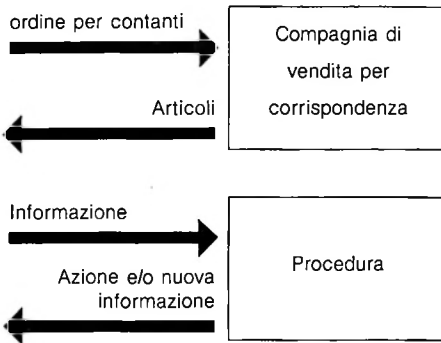 ordine per contanti
Compagnia di
vendita per
corrispondenza
Articoli
Informazione
Procedura
Azione e/o nuova
informazione